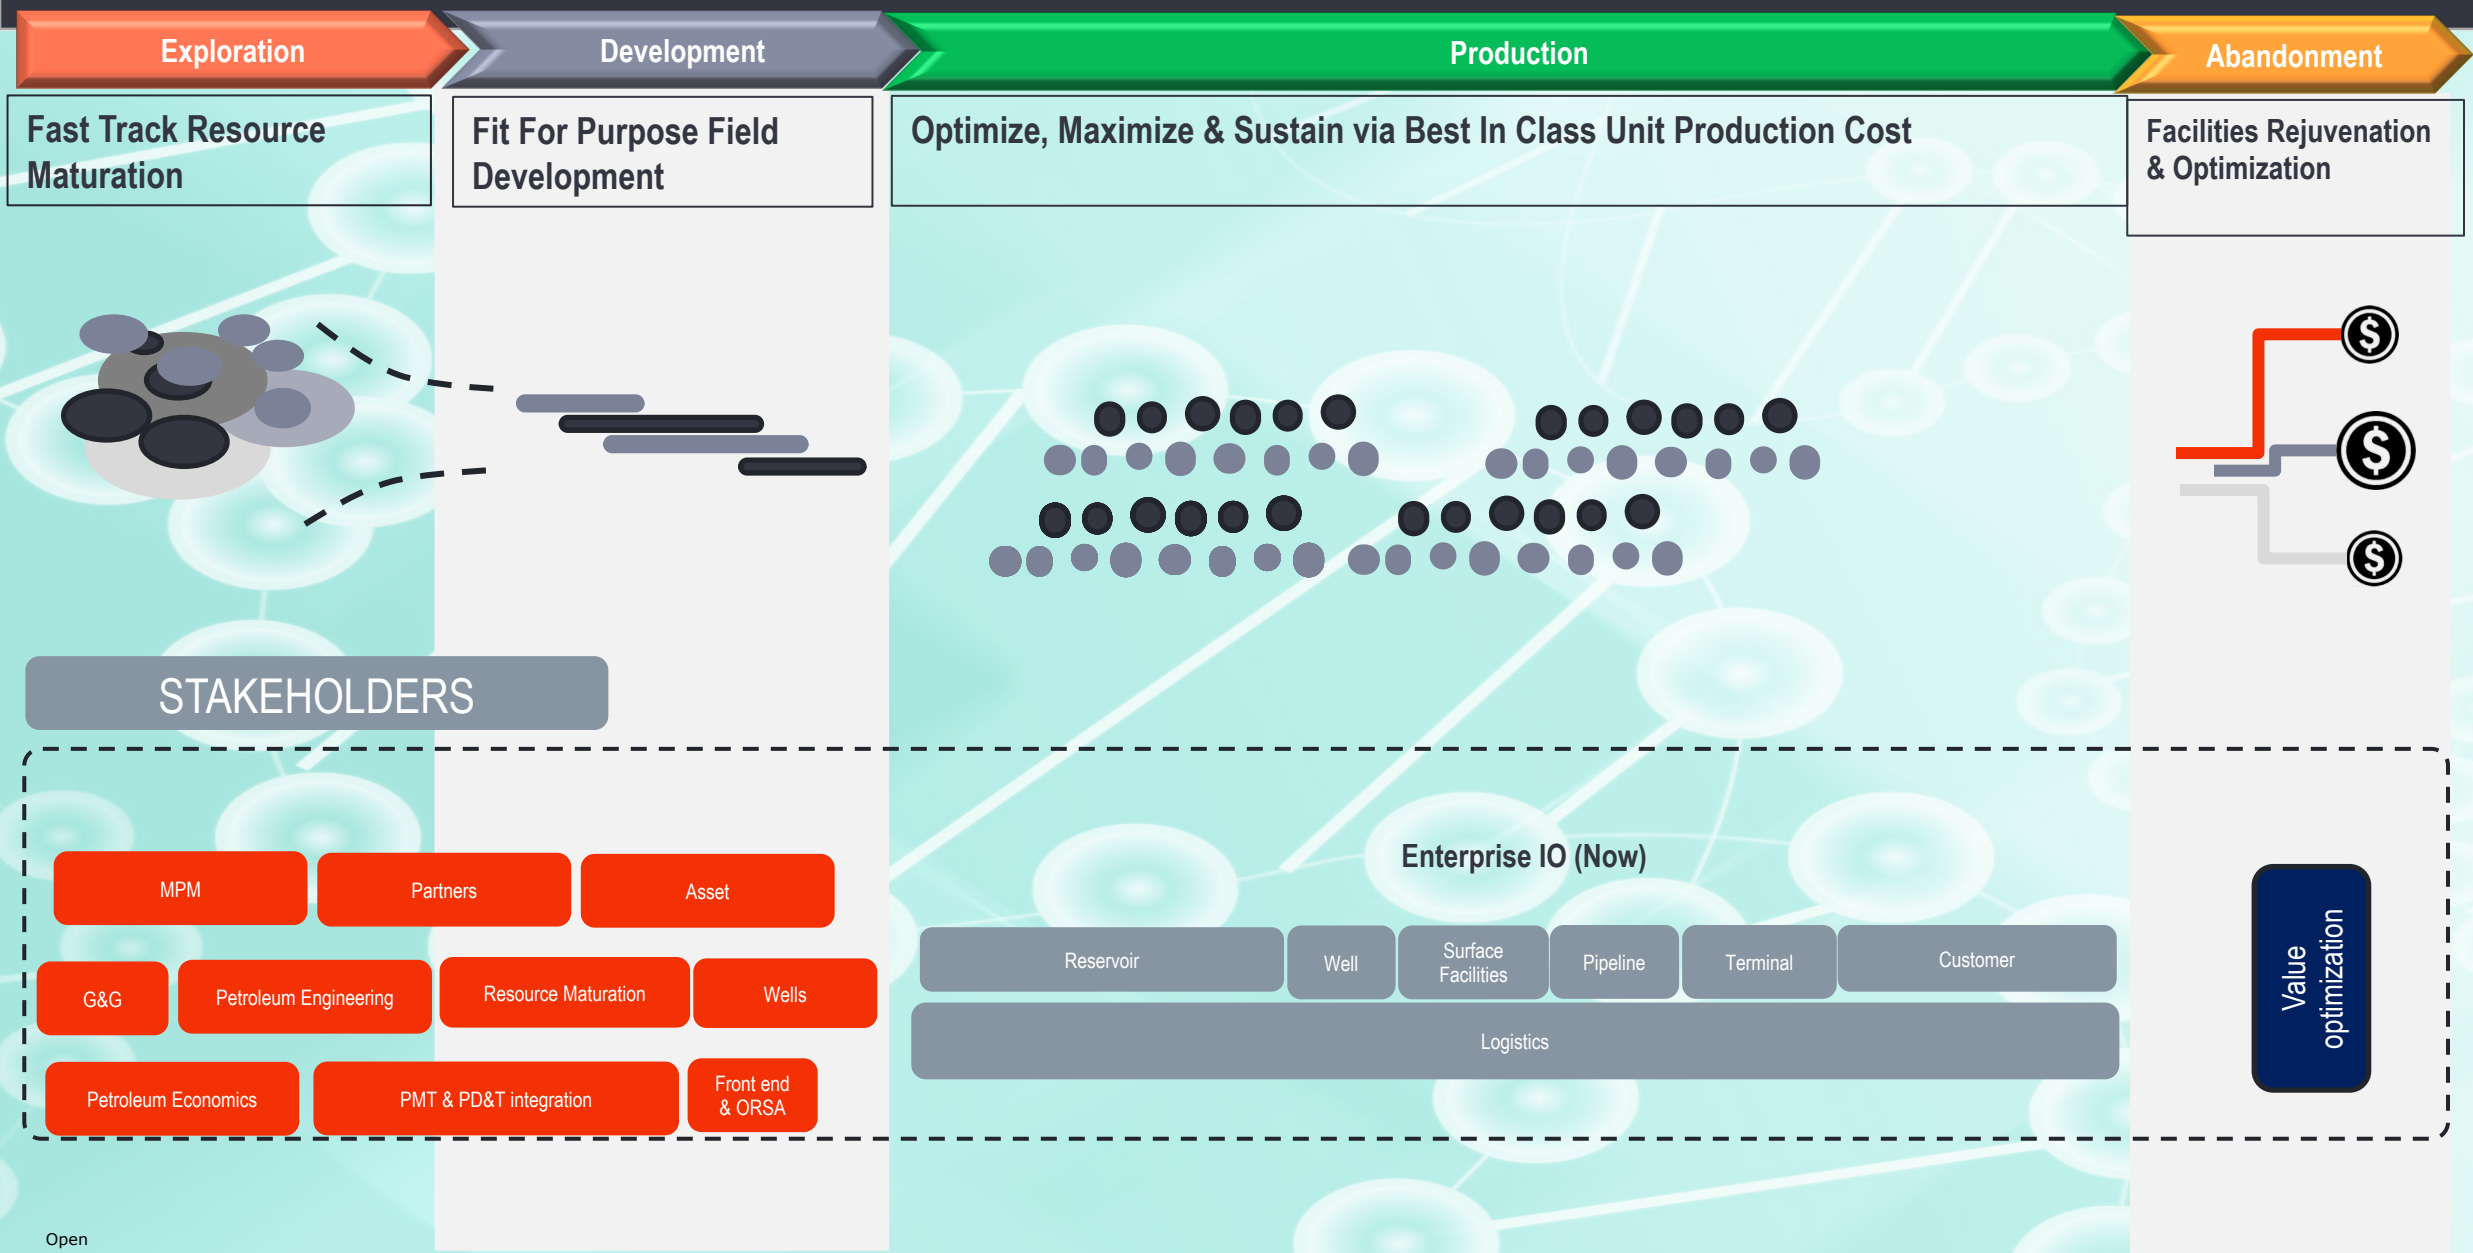 Exploration
Development
Production
Abandonment
Fast Track Resource
Maturation
Fit For Purpose Field
Development
Optimize, Maximize & Sustain via Best In Class Unit Production Cost
Facilities Rejuvenation
& Optimization
$
$
$
STAKEHOLDERS
MPM
Partners
Asset
G&G
Petroleum Engineering
Resource Maturation
Wells
Petroleum Economics
PMT & PD&T integration
Front end
& ORSA
Enterprise IO (Now)
Reservoir
Well
Surface
Facilities
Pipeline
Terminal
Customer
Logistics
Value
optimization
Open